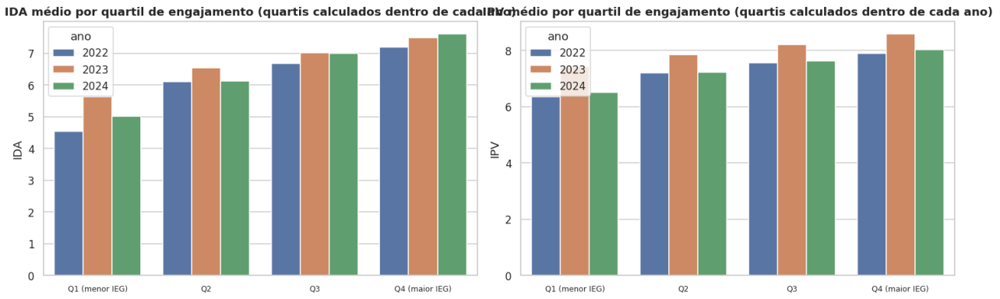 IDA médio por quartil de engajamento (quartis calculados dentro de cada ano)
ano
2022
2023
2024
IDA
7
6
5
4
3
2
1
0
Q1 (menor IEG)
Q2
Q3
Q4 (maior IEG)
IPV médio por quartil de engajamento (quartis calculados dentro de cada ano)
ano
2022
2023
2024
IPV
8
6
4
2
0
Q1 (menor IEG)
Q2
Q3
Q4 (maior IEG)